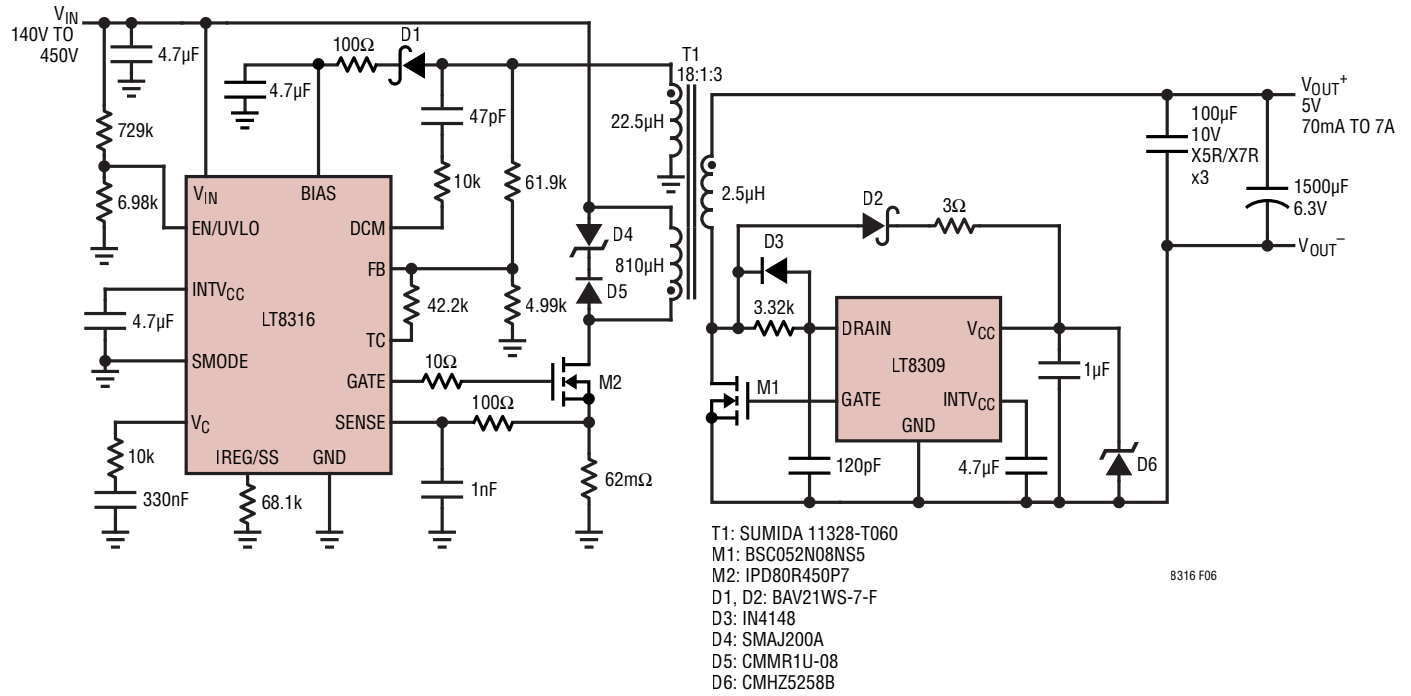 VIN
140V TO
450V
4.7µF
729k
6.98k
4.7µF
100Ω
D1
47pF
10k
61.9k
T1
18:1:3
22.5µH
2.5µH
810µH
D4
D5
VIN
BIAS
EN/UVLO
DCM
FB
INTVCC
LT8316
42.2k
4.99k
TC
4.7µF
SMODE
GATE
10Ω
M2
VC
SENSE
100Ω
IREG/SS
GND
10k
330nF
68.1k
1nF
62mΩ
VOUT+
5V
70mA TO 7A
100µF
10V
X5R/X7R
x3
1500µF
6.3V
VOUT–
D2
3Ω
D3
3.32k
DRAIN
VCC
LT8309
1µF
M1
GATE
INTVCC
GND
120pF
4.7µF
D6
T1: SUMIDA 11328-T060
M1: BSC052N08NS5
M2: IPD80R450P7
D1, D2: BAV21WS-7-F
D3: IN4148
D4: SMAJ200A
D5: CMMR1U-08
D6: CMHZ5258B
8316 F06